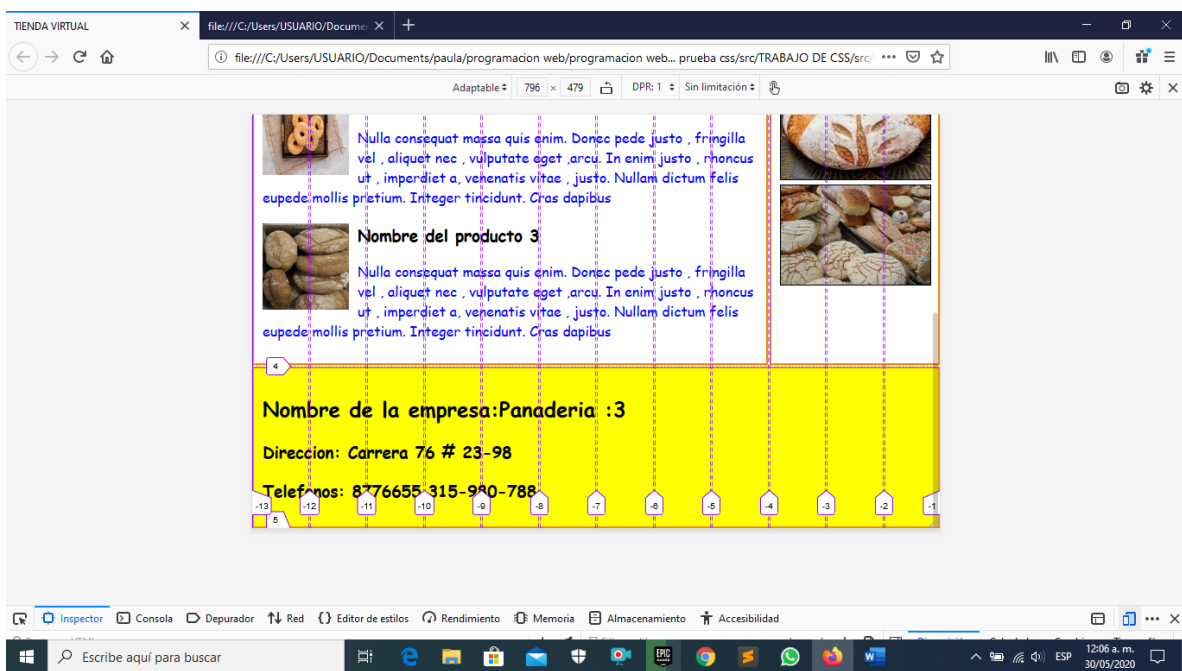 TIENDA VIRTUAL
file:///C:/Users/USUARIO/Documen
file:///C:/Users/USUARIO/Documents/paula/programacion web/programacion web... prueba css/src/TRABAJO DE CSS/src/
Adaptable 796 × 479 DPR: 1 Sin limitación
Nulla consequat massa quis enim. Donec pede justo , fringilla
vel , aliquet nec , vulputate eget ,arcu. In enim justo , rhoncus
ut , imperdiet a, venenatis vitae , justo. Nullam dictum felis
eupede mollis pretium. Integer tincidunt. Cras dapibus
Nombre del producto 3
Nulla consequat massa quis enim. Donec pede justo , fringilla
vel , aliquet nec , vulputate eget ,arcu. In enim justo , rhoncus
ut , imperdiet a, venenatis vitae , justo. Nullam dictum felis
eupede mollis pretium. Integer tincidunt. Cras dapibus
4
Nombre de la empresa:Panaderia :3
Direccion: Carrera 76 # 23-98
Telefonos: 8776655-315-980-788
-13 -12 -11 -10 -9 -8 -7 -6 -5 -4 -3 -2 -1
5
Inspector Consola Depurador Red Editor de estilos Rendimiento Memoria Almacenamiento Accesibilidad
Escribe aquí para buscar
EPIC
ESP
12:06 a. m.
30/05/2020